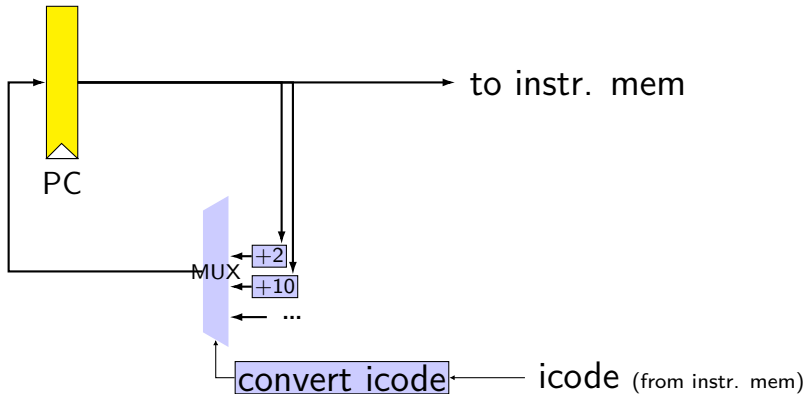 to instr. mem
PC
+2
MUX
+10
...
convert icode
icode (from instr. mem)